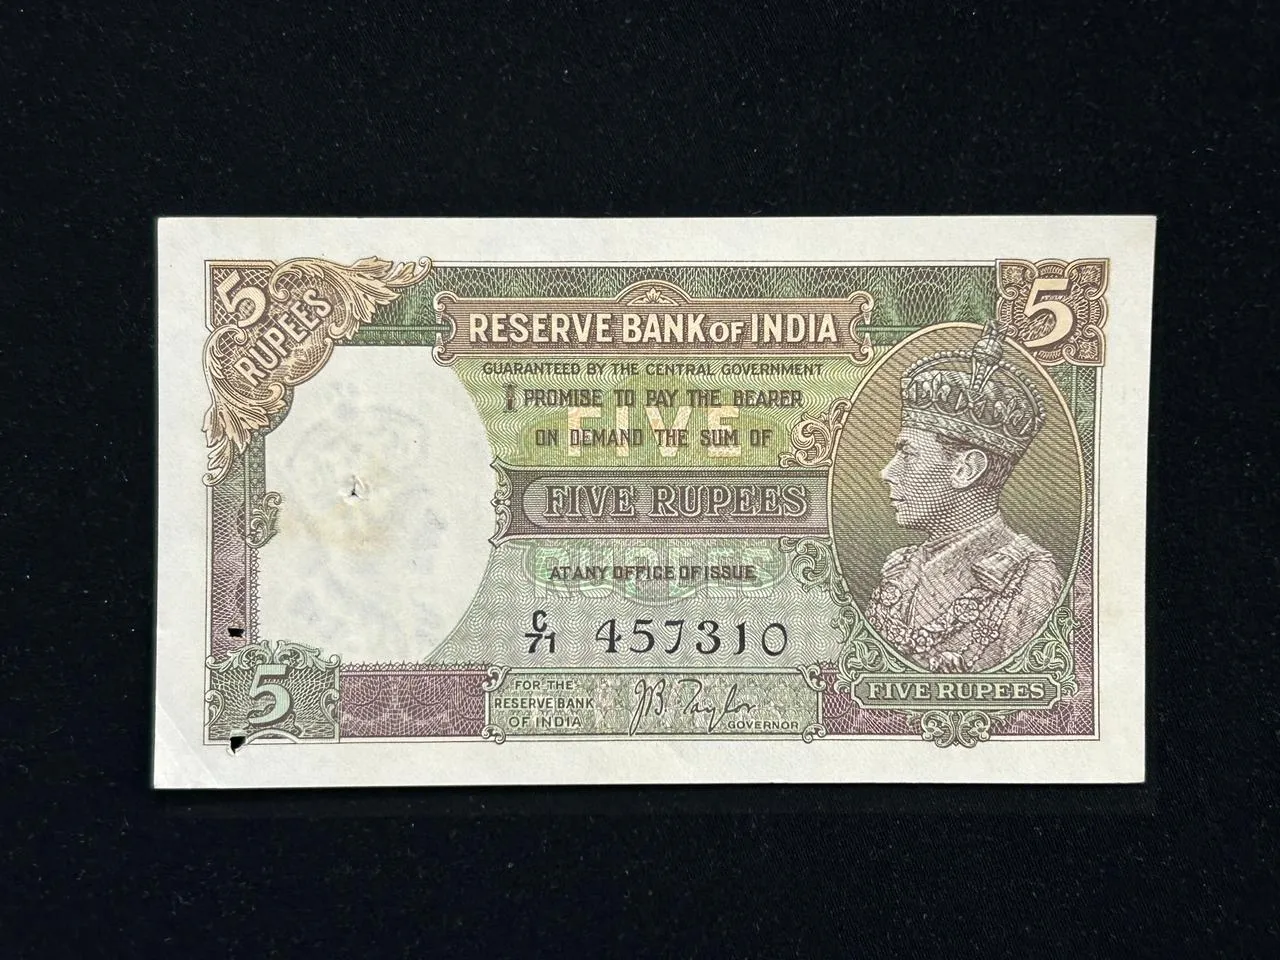 5
RUPEES
5
RESERVE BANK OF INDIA
GUARANTEED BY THE CENTRAL GOVERNMENT
I PROMISE TO PAY THE BEARER
FIVE
ON DEMAND THE SUM OF
FIVE RUPEES
RUPEES
AT ANY OFFICE OF ISSUE
C/71 457310
5
FOR THE
RESERVE BANK
OF INDIA
J.B. Taylor
GOVERNOR
FIVE RUPEES